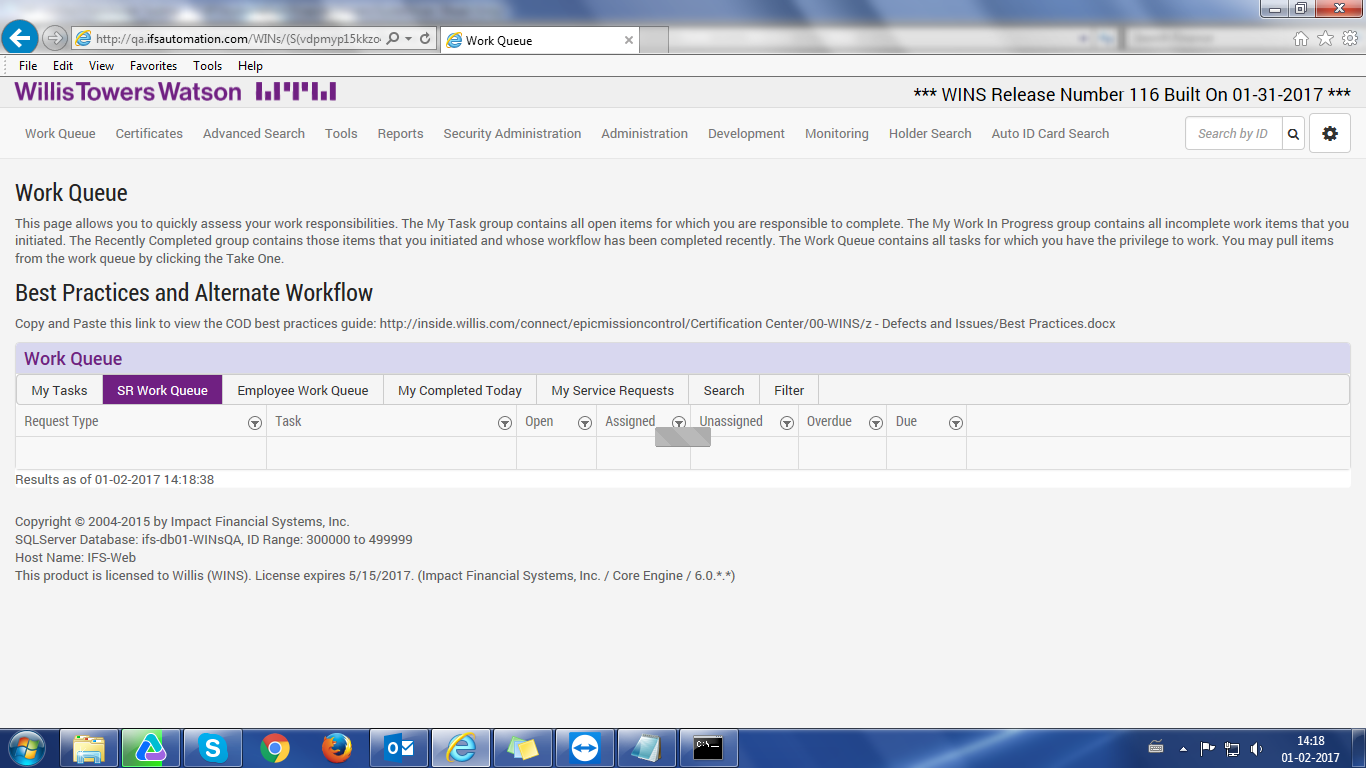 http://qa.ifsautomation.com/WINs/(S(vdpmyp15kkzo
Work Queue
File Edit View Favorites Tools Help
Willis Towers Watson
*** WINS Release Number 116 Built On 01-31-2017 ***
Work Queue Certificates Advanced Search Tools Reports Security Administration Administration Development Monitoring Holder Search Auto ID Card Search Search by ID
Work Queue
This page allows you to quickly assess your work responsibilities. The My Task group contains all open items for which you are responsible to complete. The My Work In Progress group contains all incomplete work items that you
initiated. The Recently Completed group contains those items that you initiated and whose workflow has been completed recently. The Work Queue contains all tasks for which you have the privilege to work. You may pull items
from the work queue by clicking the Take One.
Best Practices and Alternate Workflow
Copy and Paste this link to view the COD best practices guide: http://inside.willis.com/connect/epicmissioncontrol/Certification Center/00-WINS/z - Defects and Issues/Best Practices.docx
Work Queue
My Tasks SR Work Queue Employee Work Queue My Completed Today My Service Requests Search Filter
Request Type Task Open Assigned Unassigned Overdue Due
Results as of 01-02-2017 14:18:38
Copyright © 2004-2015 by Impact Financial Systems, Inc.
SQLServer Database: ifs-db01-WINsQA, ID Range: 300000 to 499999
Host Name: IFS-Web
This product is licensed to Willis (WINS). License expires 5/15/2017. (Impact Financial Systems, Inc. / Core Engine / 6.0.*.*)
14:18
01-02-2017